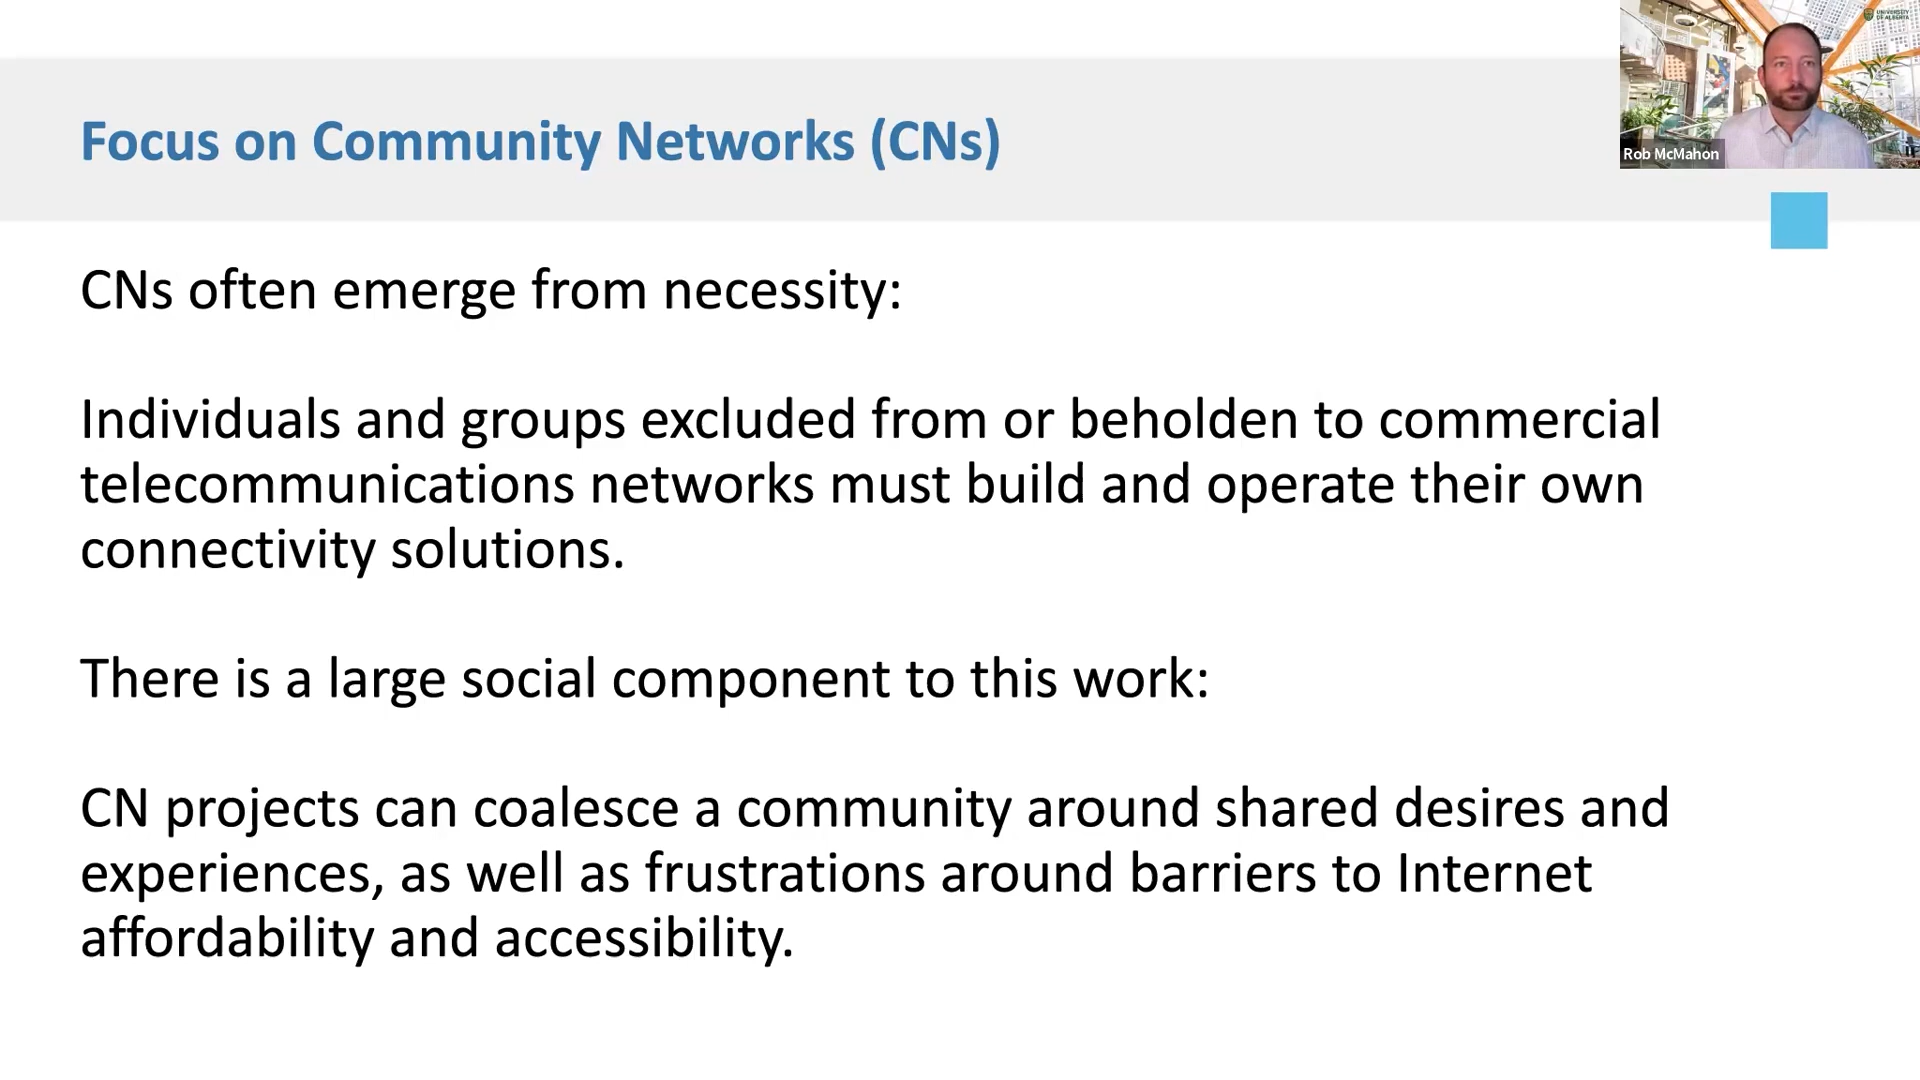 UNIVERSITY
OF ALBERTA
Rob McMahon
Focus on Community Networks (CNs)
CNs often emerge from necessity:
Individuals and groups excluded from or beholden to commercial
telecommunications networks must build and operate their own
connectivity solutions.
There is a large social component to this work:
CN projects can coalesce a community around shared desires and
experiences, as well as frustrations around barriers to Internet
affordability and accessibility.